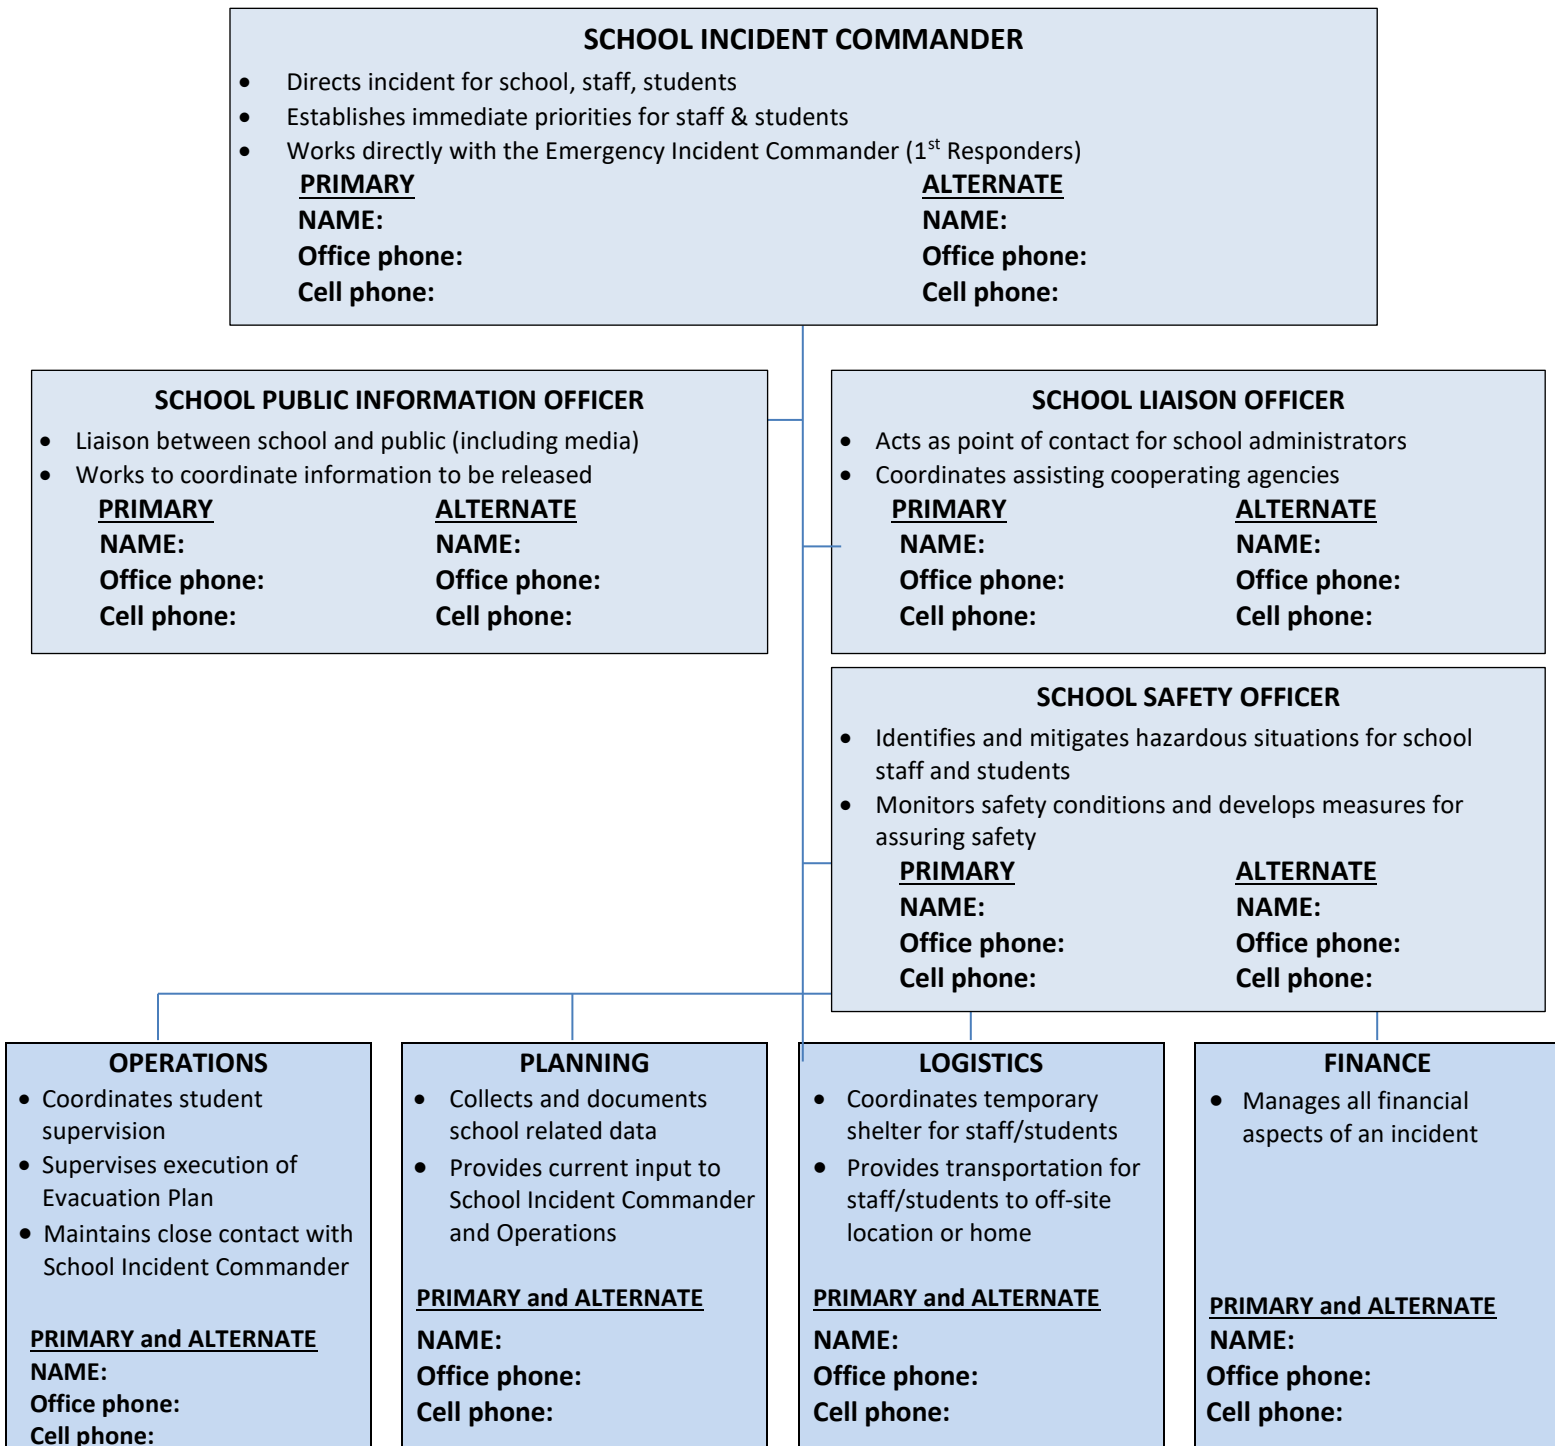 SCHOOL INCIDENT COMMANDER
• Directs incident for school, staff, students
• Establishes immediate priorities for staff & students
• Works directly with the Emergency Incident Commander (1st Responders)
PRIMARY ALTERNATE
NAME: NAME:
Office phone: Office phone:
Cell phone: Cell phone:
SCHOOL PUBLIC INFORMATION OFFICER
• Liaison between school and public (including media)
• Works to coordinate information to be released
PRIMARY ALTERNATE
NAME: NAME:
Office phone: Office phone:
Cell phone: Cell phone:
SCHOOL LIAISON OFFICER
• Acts as point of contact for school administrators
• Coordinates assisting cooperating agencies
PRIMARY ALTERNATE
NAME: NAME:
Office phone: Office phone:
Cell phone: Cell phone:
SCHOOL SAFETY OFFICER
• Identifies and mitigates hazardous situations for school
staff and students
• Monitors safety conditions and develops measures for
assuring safety
PRIMARY ALTERNATE
NAME: NAME:
Office phone: Office phone:
Cell phone: Cell phone:
OPERATIONS
• Coordinates student
supervision
• Supervises execution of
Evacuation Plan
• Maintains close contact with
School Incident Commander
PRIMARY and ALTERNATE
NAME:
Office phone:
Cell phone:
PLANNING
• Collects and documents
school related data
• Provides current input to
School Incident Commander
and Operations
PRIMARY and ALTERNATE
NAME:
Office phone:
Cell phone:
LOGISTICS
• Coordinates temporary
shelter for staff/students
• Provides transportation for
staff/students to off-site
location or home
PRIMARY and ALTERNATE
NAME:
Office phone:
Cell phone:
FINANCE
• Manages all financial
aspects of an incident
PRIMARY and ALTERNATE
NAME:
Office phone:
Cell phone: